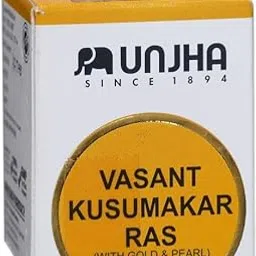 UNJHA
SINCE 1894
VASANT
KUSUMAKAR
RAS
(WITH GOLD & PEARL)